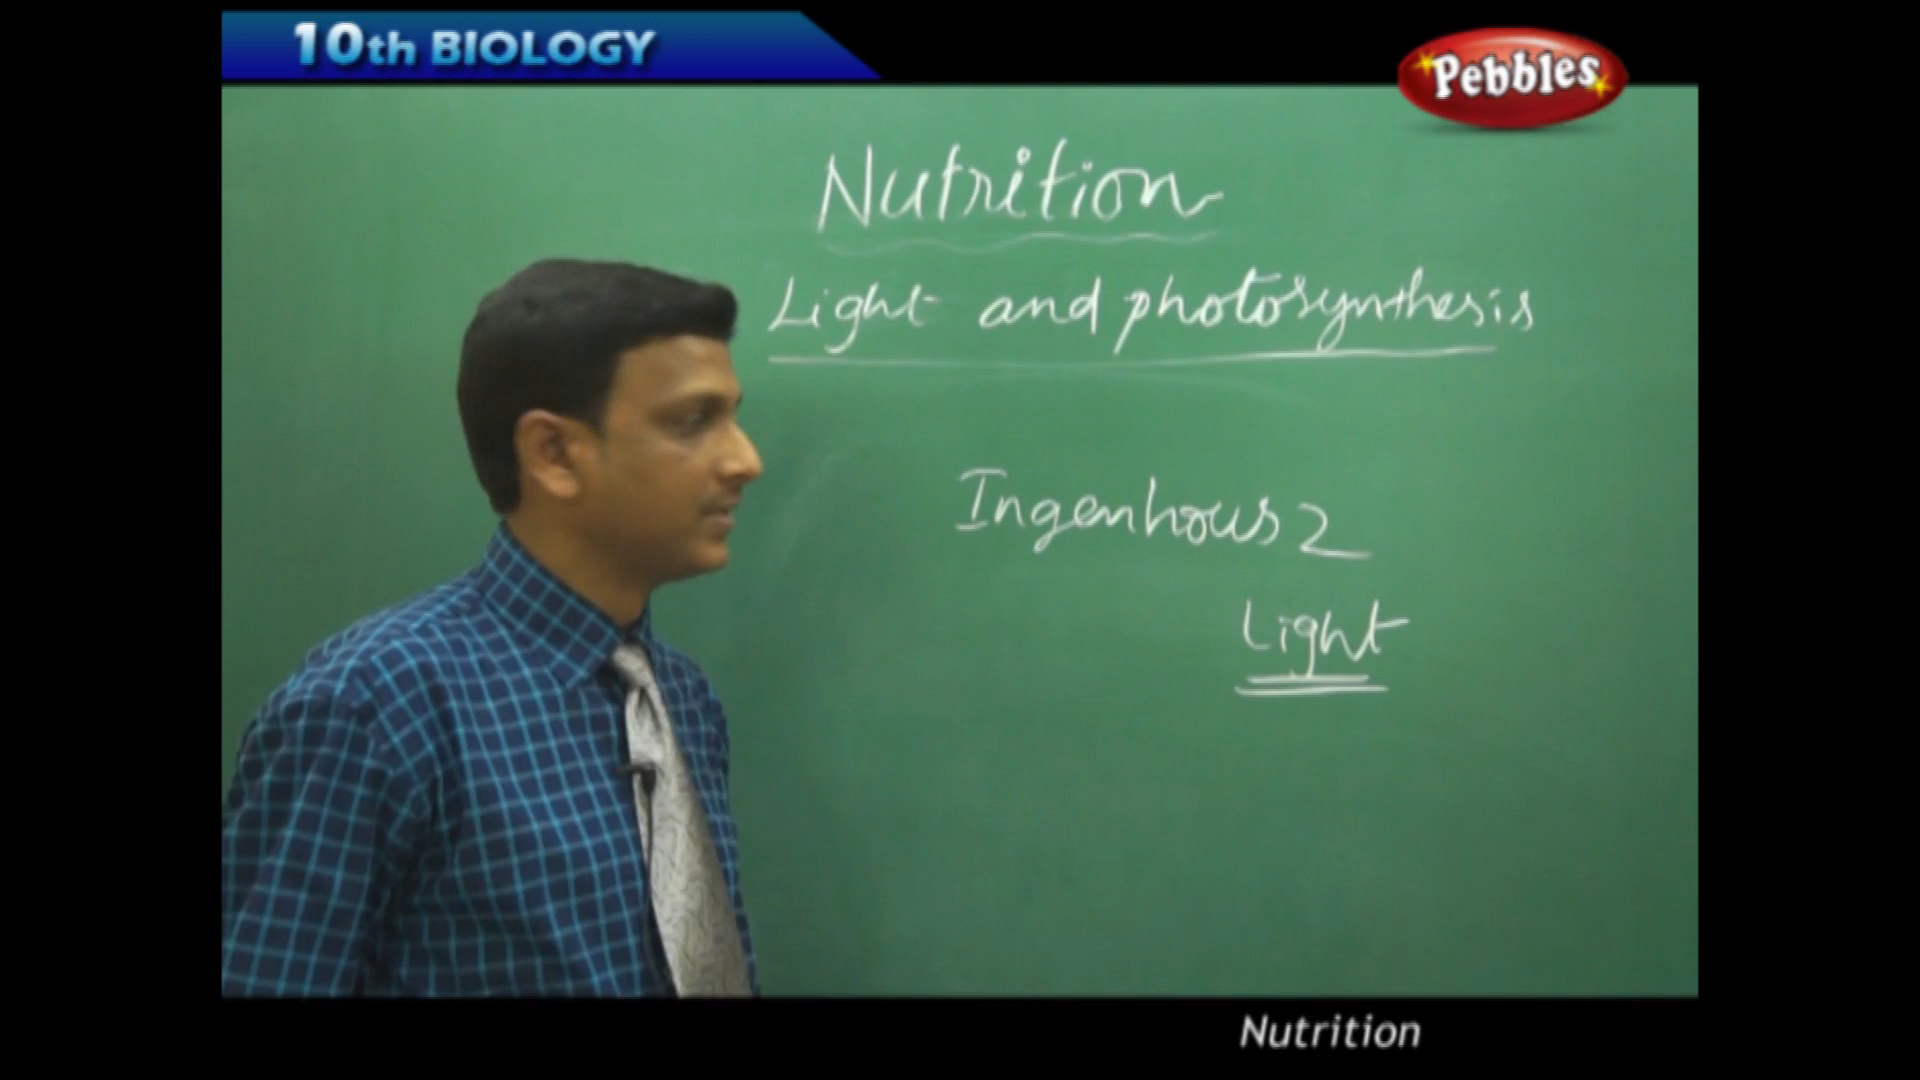 10th BIOLOGY
Pebbles
Nutrition
Light and photosynthesis
Ingenhousz
Light
Nutrition